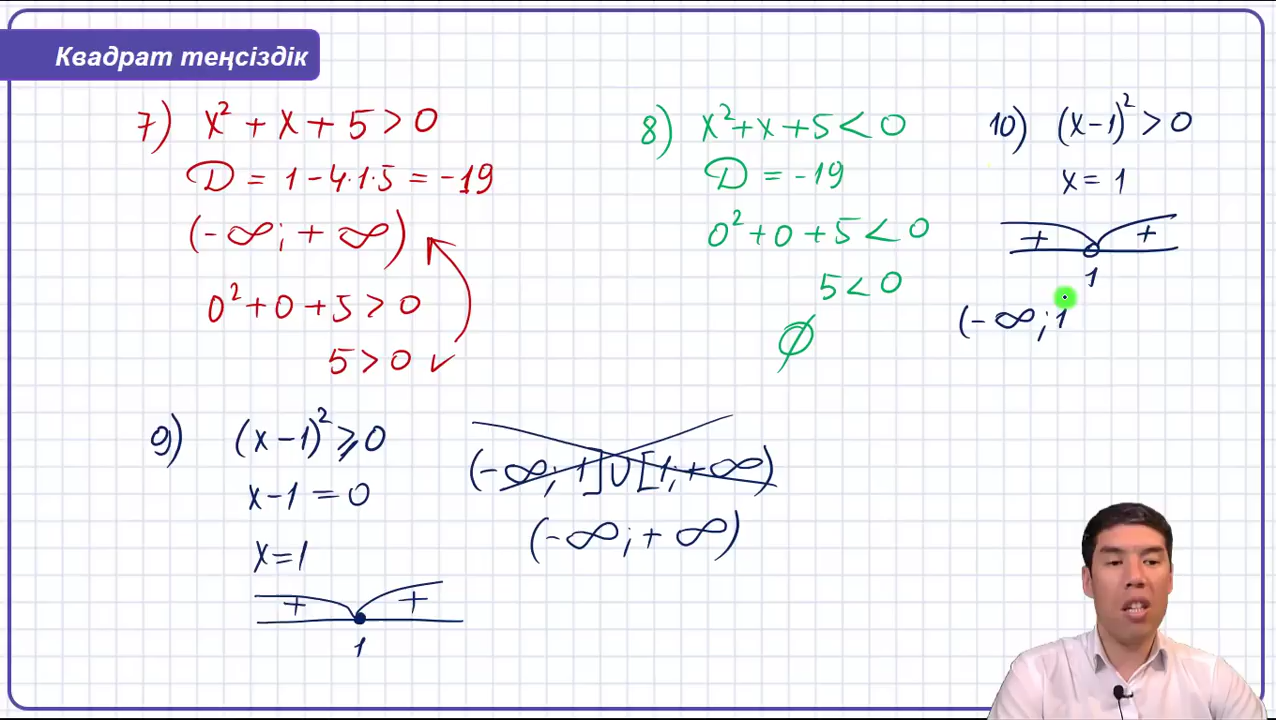 Квадрат теңсіздік
7) x² + x + 5 > 0
D = 1 - 4·1·5 = -19
(-∞; + ∞)
0² + 0 + 5 > 0
5 > 0 ✓
8) x² + x + 5 < 0
D = -19
0² + 0 + 5 < 0
5 < 0
∅
10) (x-1)² > 0
x = 1
+ +
1
(-∞; 1
9) (x-1)² ⩾ 0
x-1 = 0
x = 1
+ +
1
(-∞; 1] ∪ [1; +∞)
(-∞; + ∞)